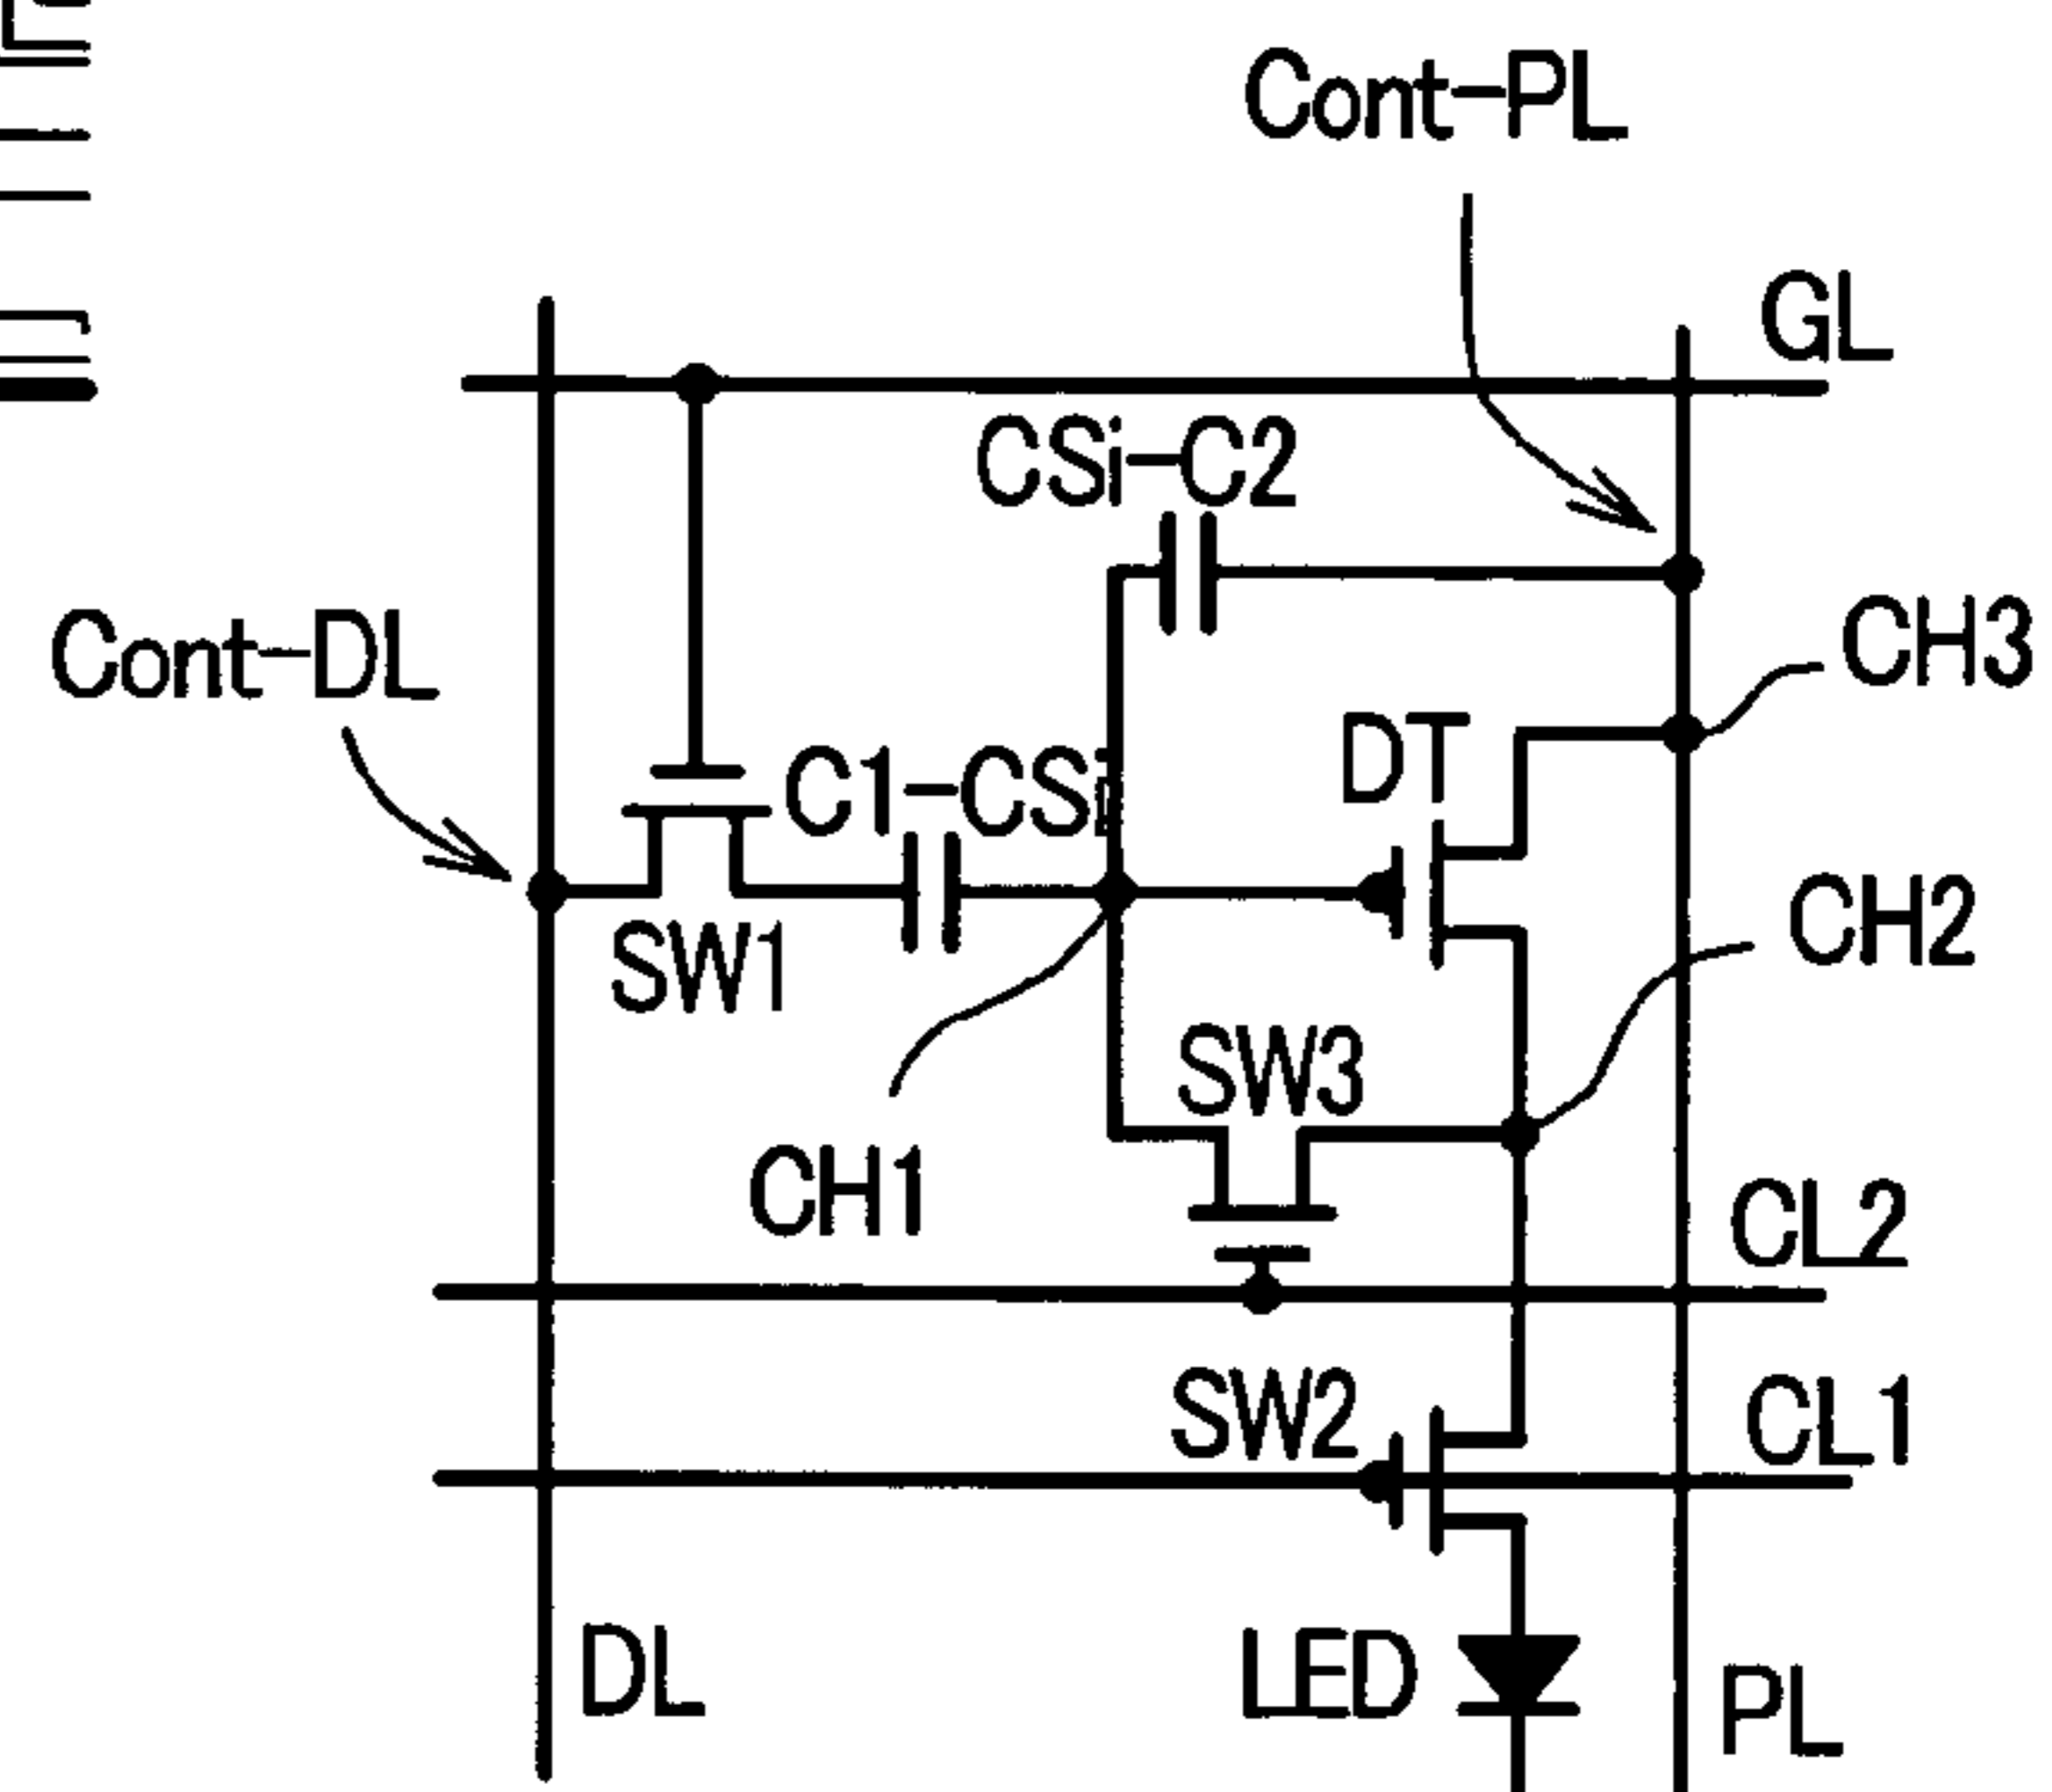 Cont-PL
GL
CSi-C2
Cont-DL
CH3
DT
C1-CSi
CH2
SW1
SW3
CH1
CL2
SW2
CL1
DL
LED
PL